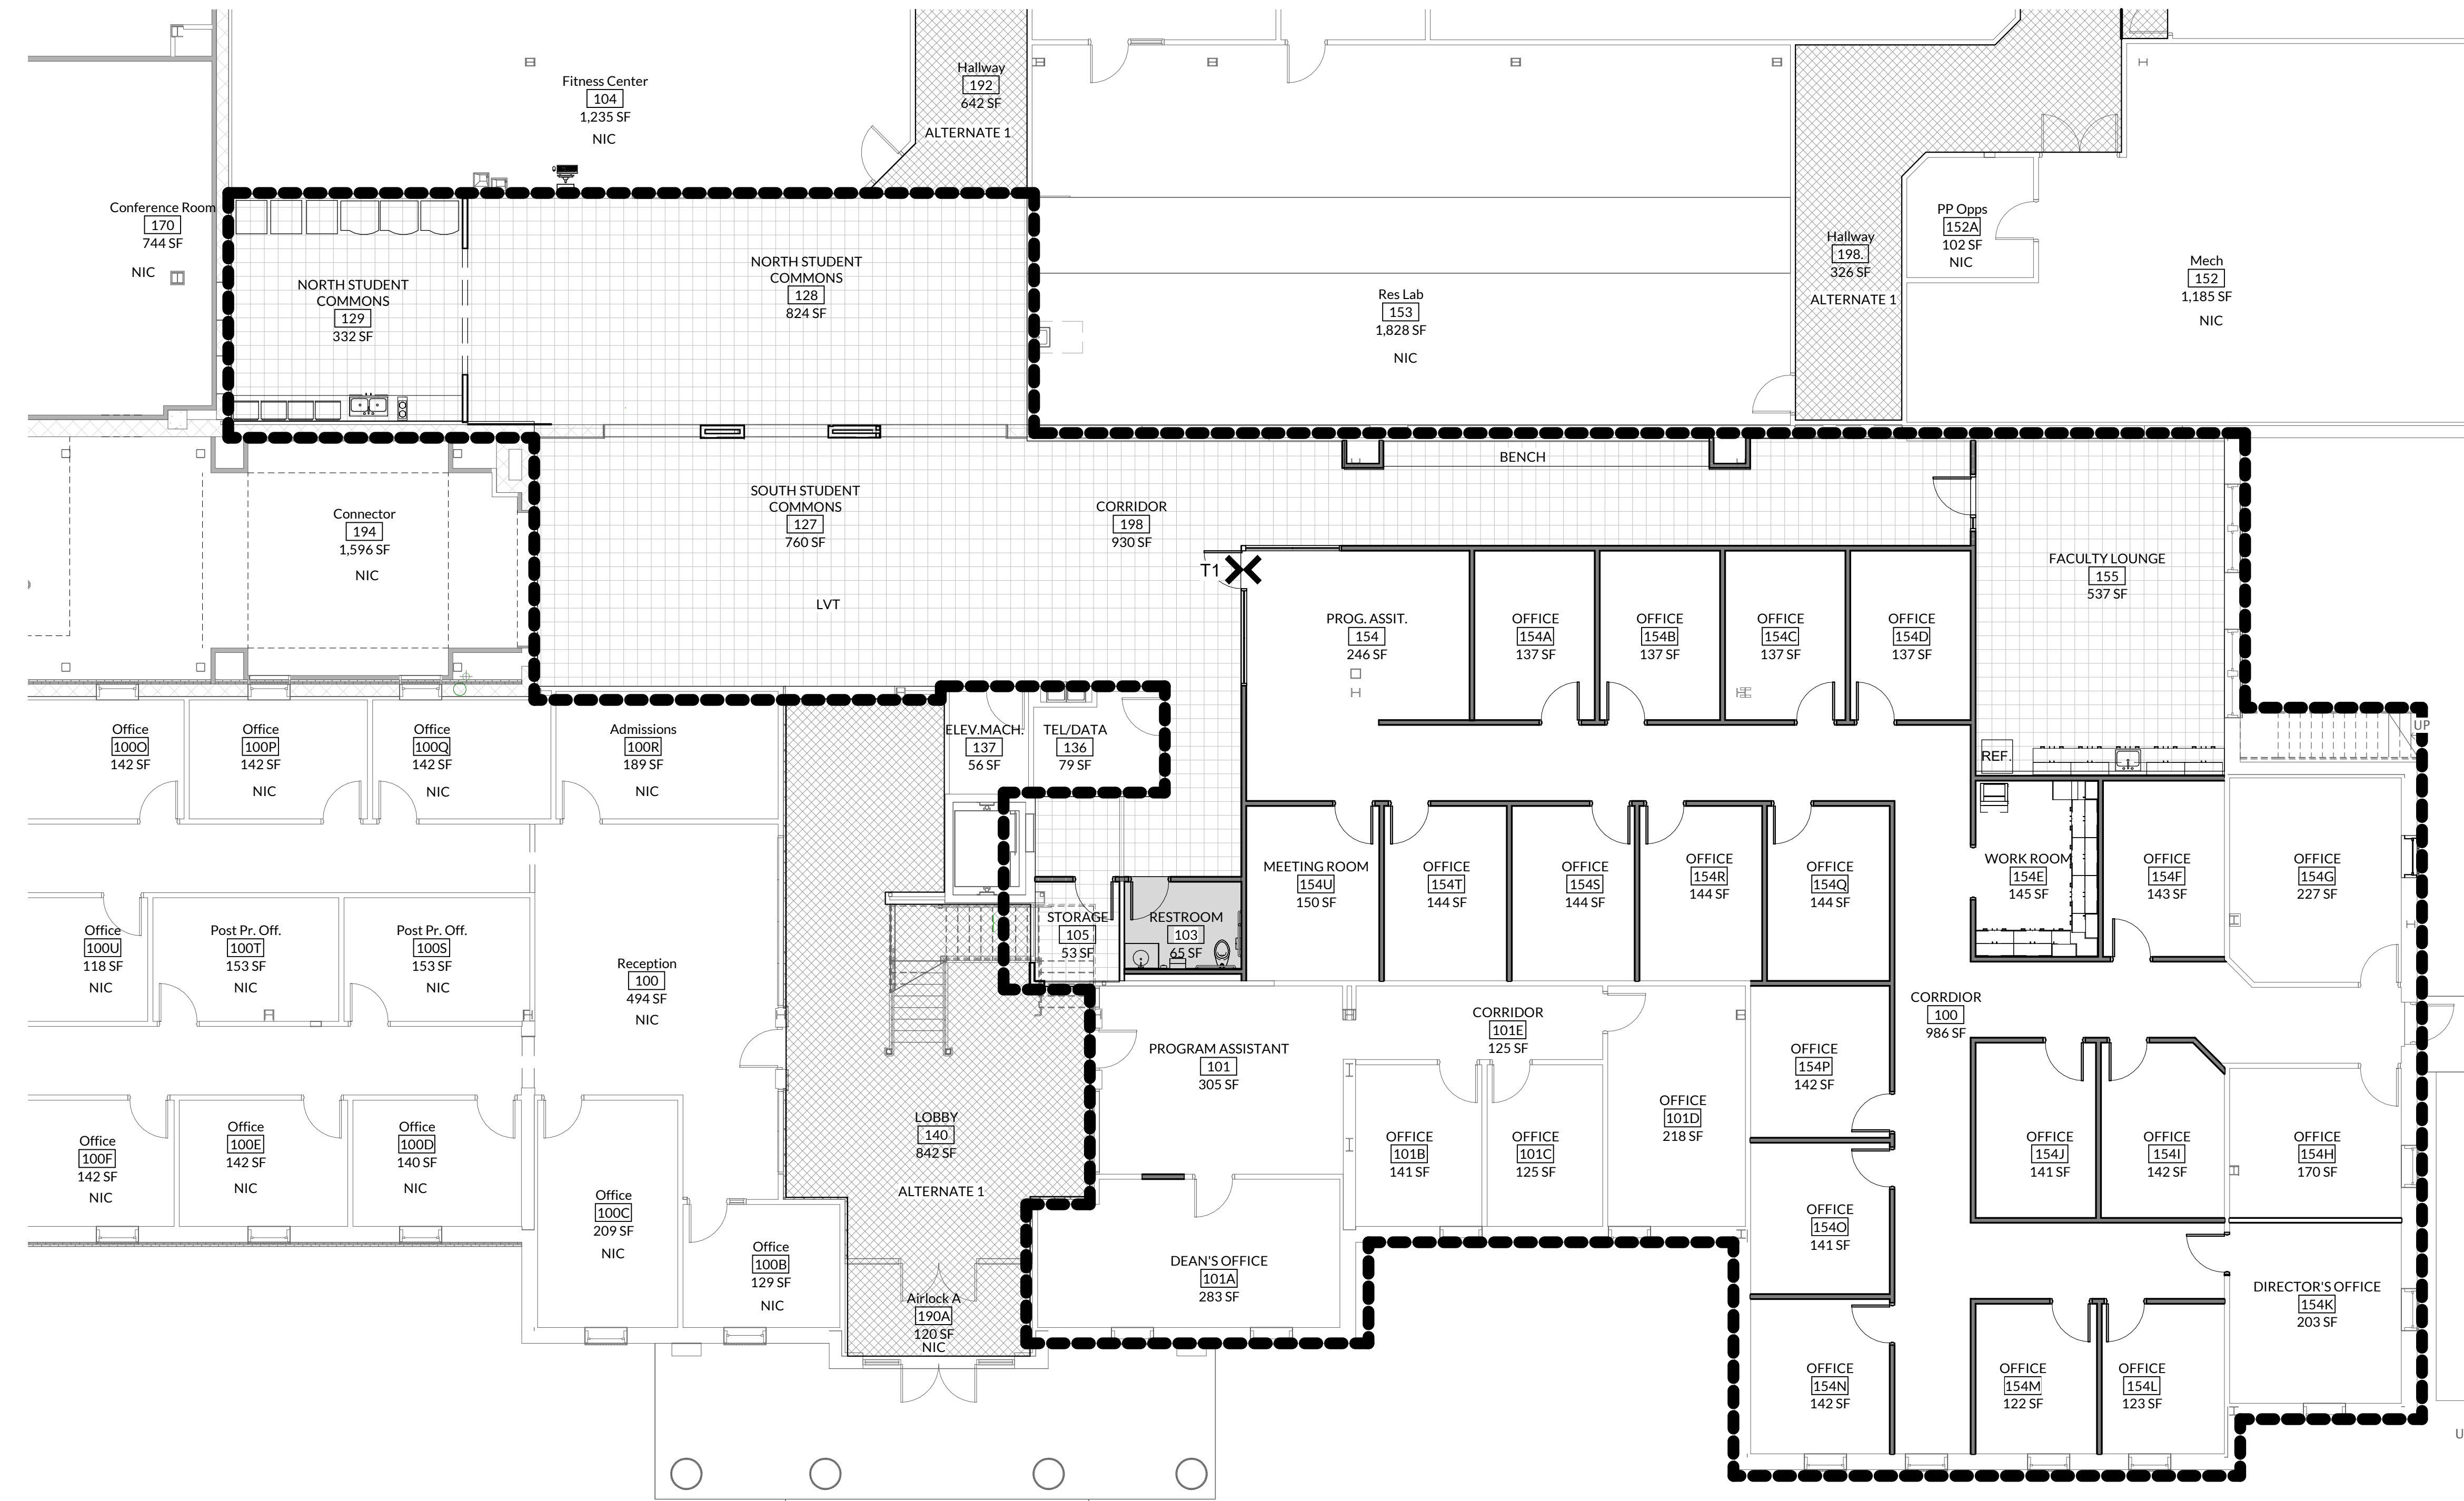 Fitness Center
104
1,235 SF
NIC
Hallway
192
642 SF
ALTERNATE 1
Conference Room
170
744 SF
NIC
NORTH STUDENT
COMMONS
129
332 SF
NORTH STUDENT
COMMONS
128
824 SF
Res Lab
153
1,828 SF
NIC
Hallway
198.
326 SF
ALTERNATE 1
PP Opps
152A
102 SF
NIC
Mech
152
1,185 SF
NIC
BENCH
Connector
194
1,596 SF
NIC
SOUTH STUDENT
COMMONS
127
760 SF
LVT
CORRIDOR
198
930 SF
T1
PROG. ASSIT.
154
246 SF
OFFICE
154A
137 SF
OFFICE
154B
137 SF
OFFICE
154C
137 SF
OFFICE
154D
137 SF
FACULTY LOUNGE
155
537 SF
REF.
UP
Office
100O
142 SF
Office
100P
142 SF
NIC
Office
100Q
142 SF
NIC
Admissions
100R
189 SF
NIC
ELEV.MACH.
137
56 SF
TEL/DATA
136
79 SF
MEETING ROOM
154U
150 SF
OFFICE
154T
144 SF
OFFICE
154S
144 SF
OFFICE
154R
144 SF
OFFICE
154Q
144 SF
WORK ROOM
154E
145 SF
OFFICE
154F
143 SF
OFFICE
154G
227 SF
Office
100U
118 SF
NIC
Post Pr. Off.
100T
153 SF
NIC
Post Pr. Off.
100S
153 SF
NIC
Reception
100
494 SF
NIC
STORAGE
105
53 SF
RESTROOM
103
65 SF
CORRDIOR
100
986 SF
PROGRAM ASSISTANT
101
305 SF
CORRIDOR
101E
125 SF
OFFICE
154P
142 SF
OFFICE
101D
218 SF
OFFICE
101B
141 SF
OFFICE
101C
125 SF
OFFICE
154J
141 SF
OFFICE
154I
142 SF
OFFICE
154H
170 SF
Office
100F
142 SF
NIC
Office
100E
142 SF
NIC
Office
100D
140 SF
NIC
LOBBY
140
842 SF
ALTERNATE 1
Office
100C
209 SF
NIC
Office
100B
129 SF
NIC
Airlock A
190A
120 SF
NIC
DEAN'S OFFICE
101A
283 SF
OFFICE
154O
141 SF
DIRECTOR'S OFFICE
154K
203 SF
OFFICE
154N
142 SF
OFFICE
154M
122 SF
OFFICE
154L
123 SF